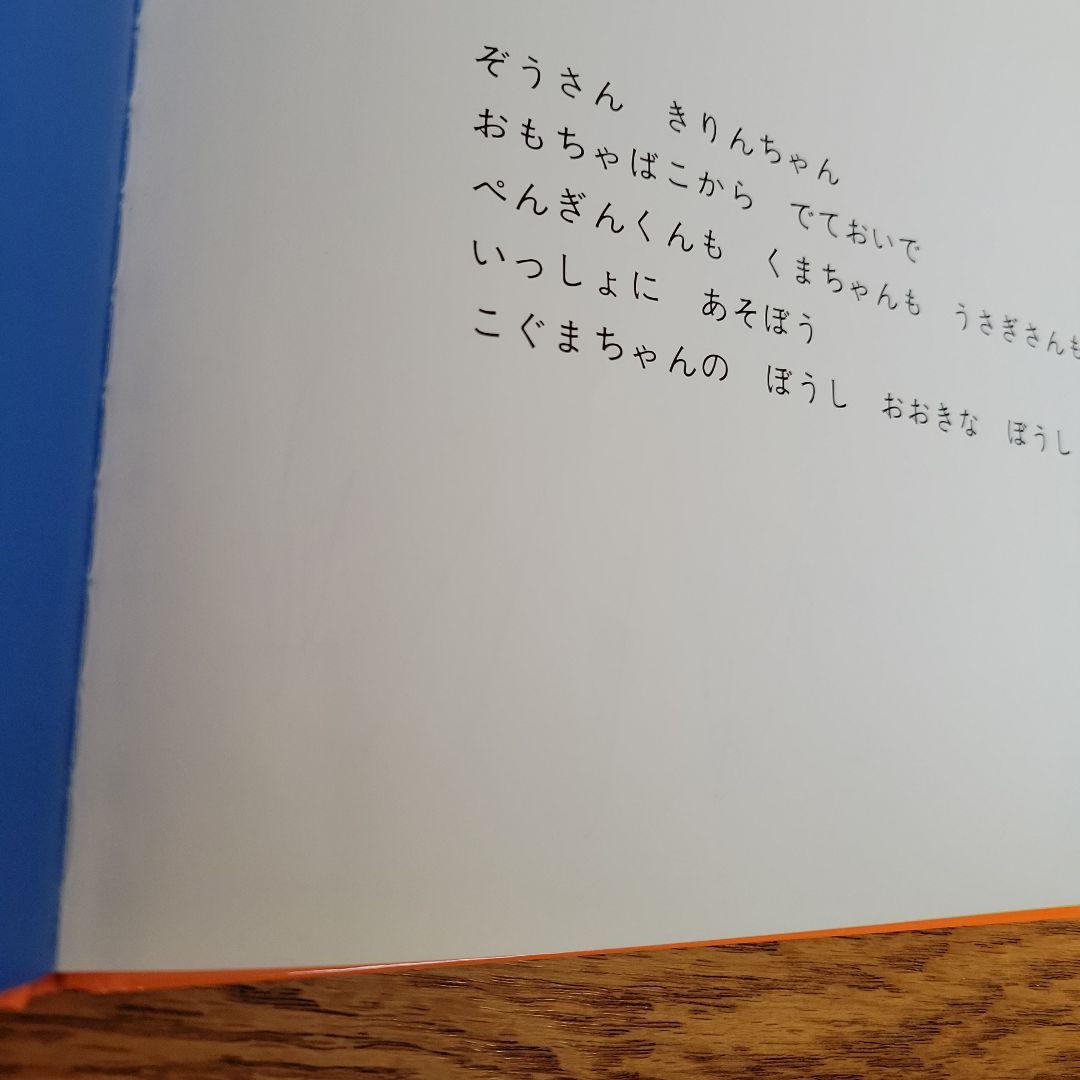 ぞうさん　きりんちゃん
おもちゃばこから　でておいで
ぺんぎんくんも　くまちゃんも　うさぎさんも
いっしょに　あそぼう
こぐまちゃんの　ぼうし　おおきな　ぼうし